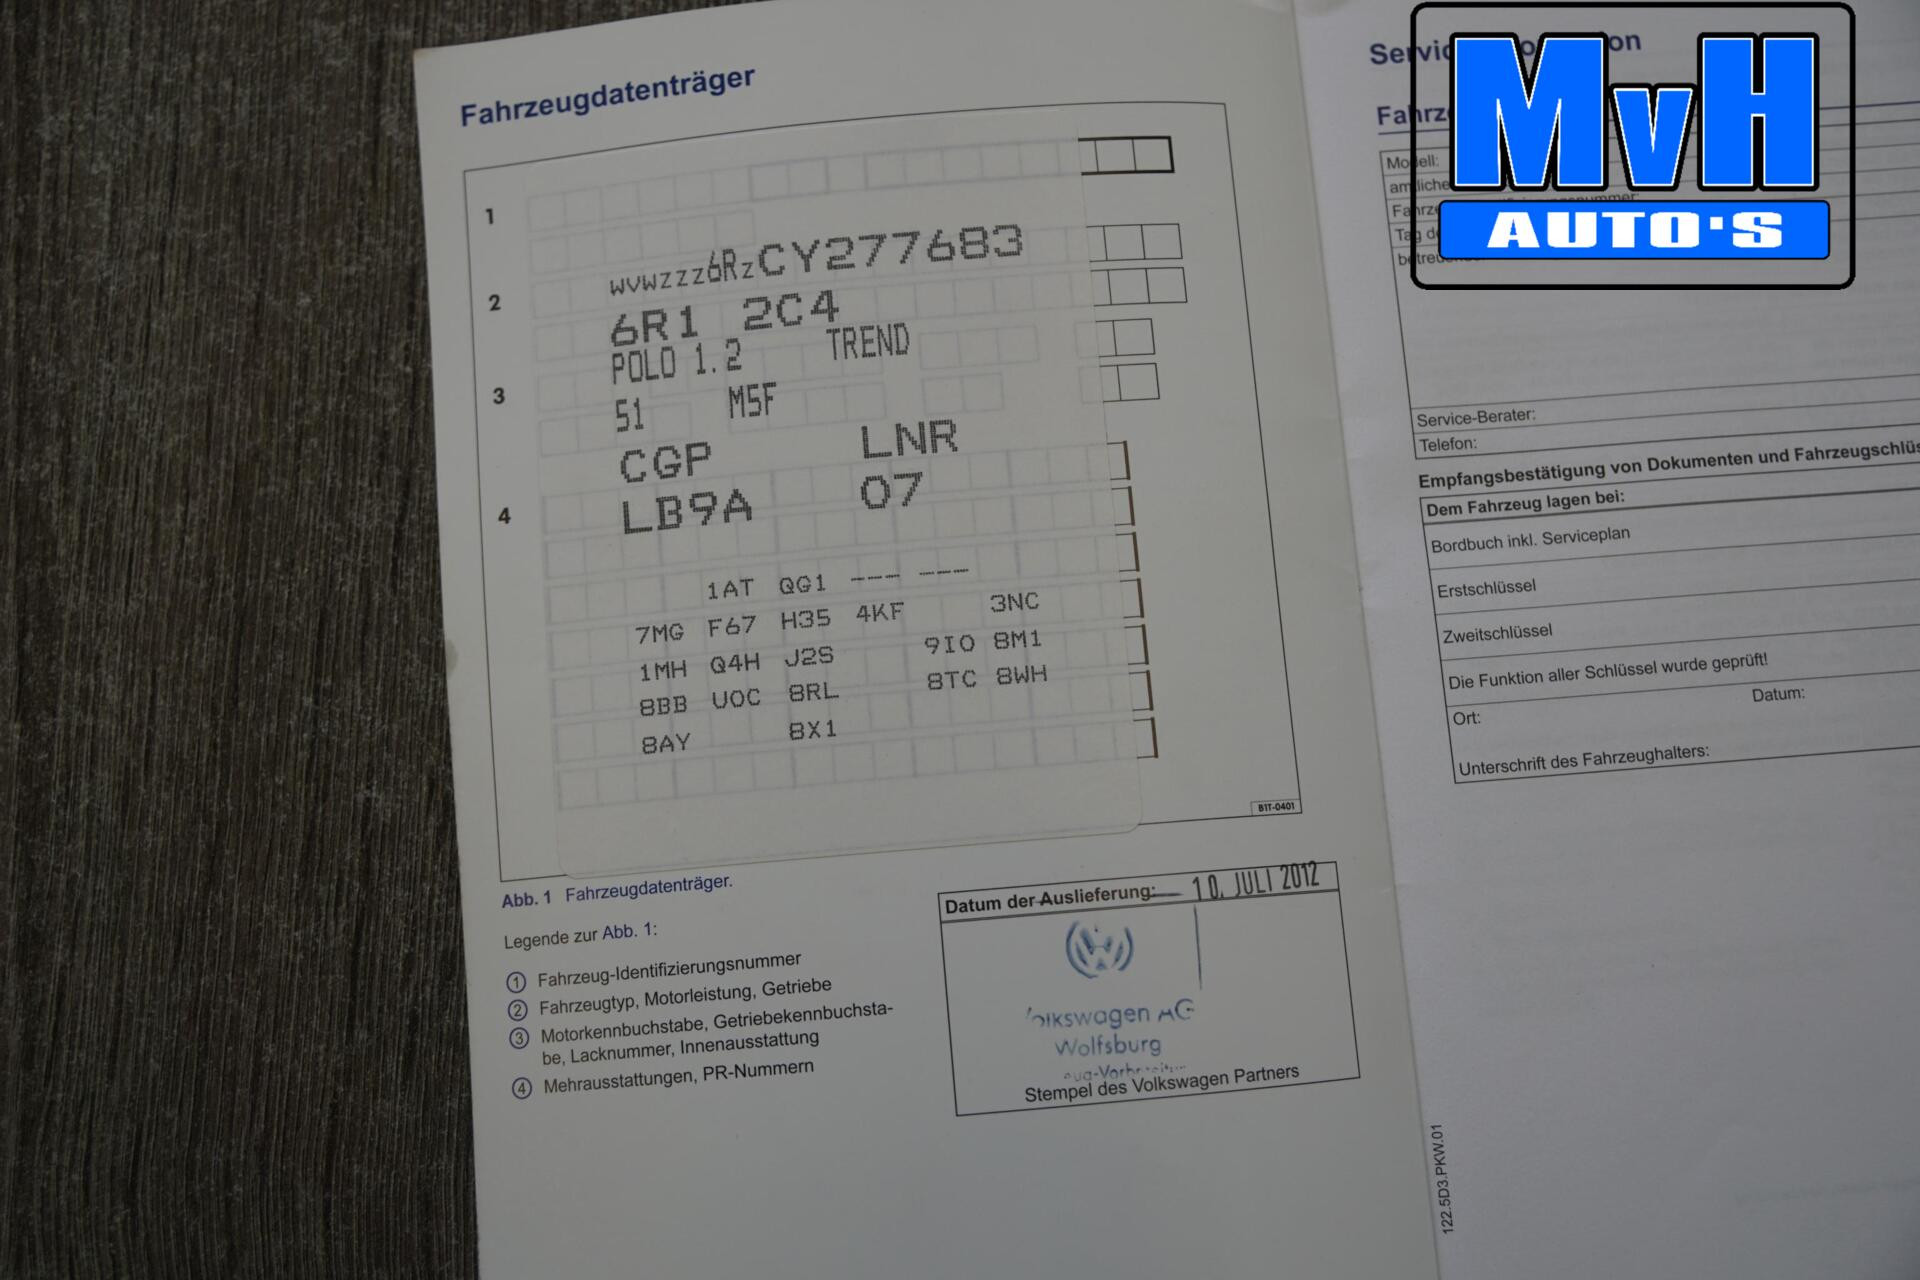 Fahrzeugdatenträger
1
WVWZZZ6RZCY277683
2
6R1 2C4
POLO 1.2 TREND
3
51 M5F
CGP LNR
4
LB9A 07
1AT QG1 --- ---
7MG F67 H35 4KF 3NC
1MH Q4H J2S 9IO 8M1
8BB UOC 8RL 8TC 8WH
8AY 8X1
B1T-0401
Abb. 1 Fahrzeugdatenträger.
Legende zur Abb. 1:
1 Fahrzeug-Identifizierungsnummer
2 Fahrzeugtyp, Motorleistung, Getriebe
3 Motorkennbuchstabe, Getriebekennbuchsta-
be, Lacknummer, Innenausstattung
4 Mehrausstattungen, PR-Nummern
Datum der Auslieferung: 10. JULI 2012
Volkswagen AG
Wolfsburg
Stempel des Volkswagen Partners
MvH
AUTO'S
Modell:
Service-Berater:
Telefon:
Empfangsbestätigung von Dokumenten und
Dem Fahrzeug lagen bei:
Bordbuch inkl. Serviceplan
Erstschlüssel
Zweitschlüssel
Die Funktion aller Schlüssel wurde geprüft!
Ort: Datum:
Unterschrift des Fahrzeughalters:
122.5D3.PKW.01